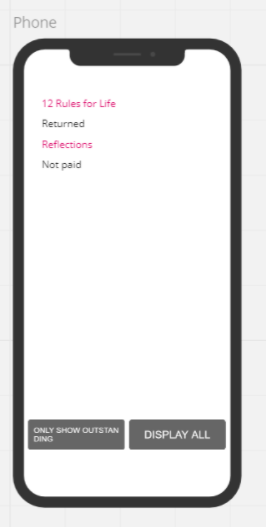 Phone
12 Rules for Life
Returned
Reflections
Not paid
ONLY SHOW OUTSTAN
DING
DISPLAY ALL